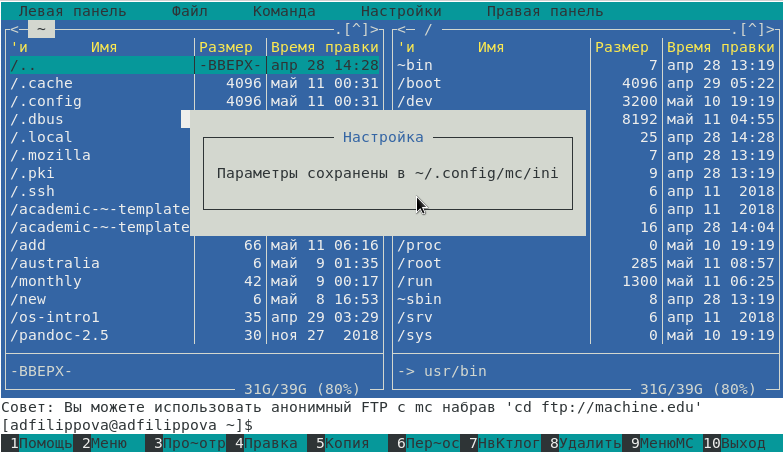 Левая панель Файл Команда Настройки Правая панель
<─ ~ .[^]> <─ / .[^]>
'и Имя Размер Время правки 'и Имя Размер Время правки
/.. -ВВЕРХ- апр 28 14:28 ~bin 7 апр 28 13:19
/.cache 4096 май 11 00:31 /boot 4096 апр 29 05:22
/.config 4096 май 11 00:31 /dev 3200 май 10 19:19
/.dbus 8192 май 11 04:55
/.local Настройка 25 апр 28 14:28
/.mozilla 7 апр 28 13:19
/.pki Параметры сохранены в ~/.config/mc/ini 9 апр 28 13:19
/.ssh 6 апр 11 2018
/academic-~-template 6 апр 11 2018
/academic-~-template 16 апр 28 14:04
/add 66 май 11 06:16 /proc 0 май 10 19:19
/australia 6 май 9 01:35 /root 285 май 11 08:57
/monthly 42 май 9 00:17 /run 1300 май 11 06:25
/new 6 май 8 16:53 ~sbin 8 апр 28 13:19
/os-intro1 35 апр 29 03:29 /srv 6 апр 11 2018
/pandoc-2.5 30 ноя 27 2018 /sys 0 май 10 19:19
-ВВЕРХ- -> usr/bin
31G/39G (80%) 31G/39G (80%)
Совет: Вы можете использовать анонимный FTP с mc набрав 'cd ftp://machine.edu'
[adfilippova@adfilippova ~]$
1Помощь 2Меню 3Про~отр 4Правка 5Копия 6Пер~ос 7НвКтлог 8Удалить 9МенюMC 10Выход